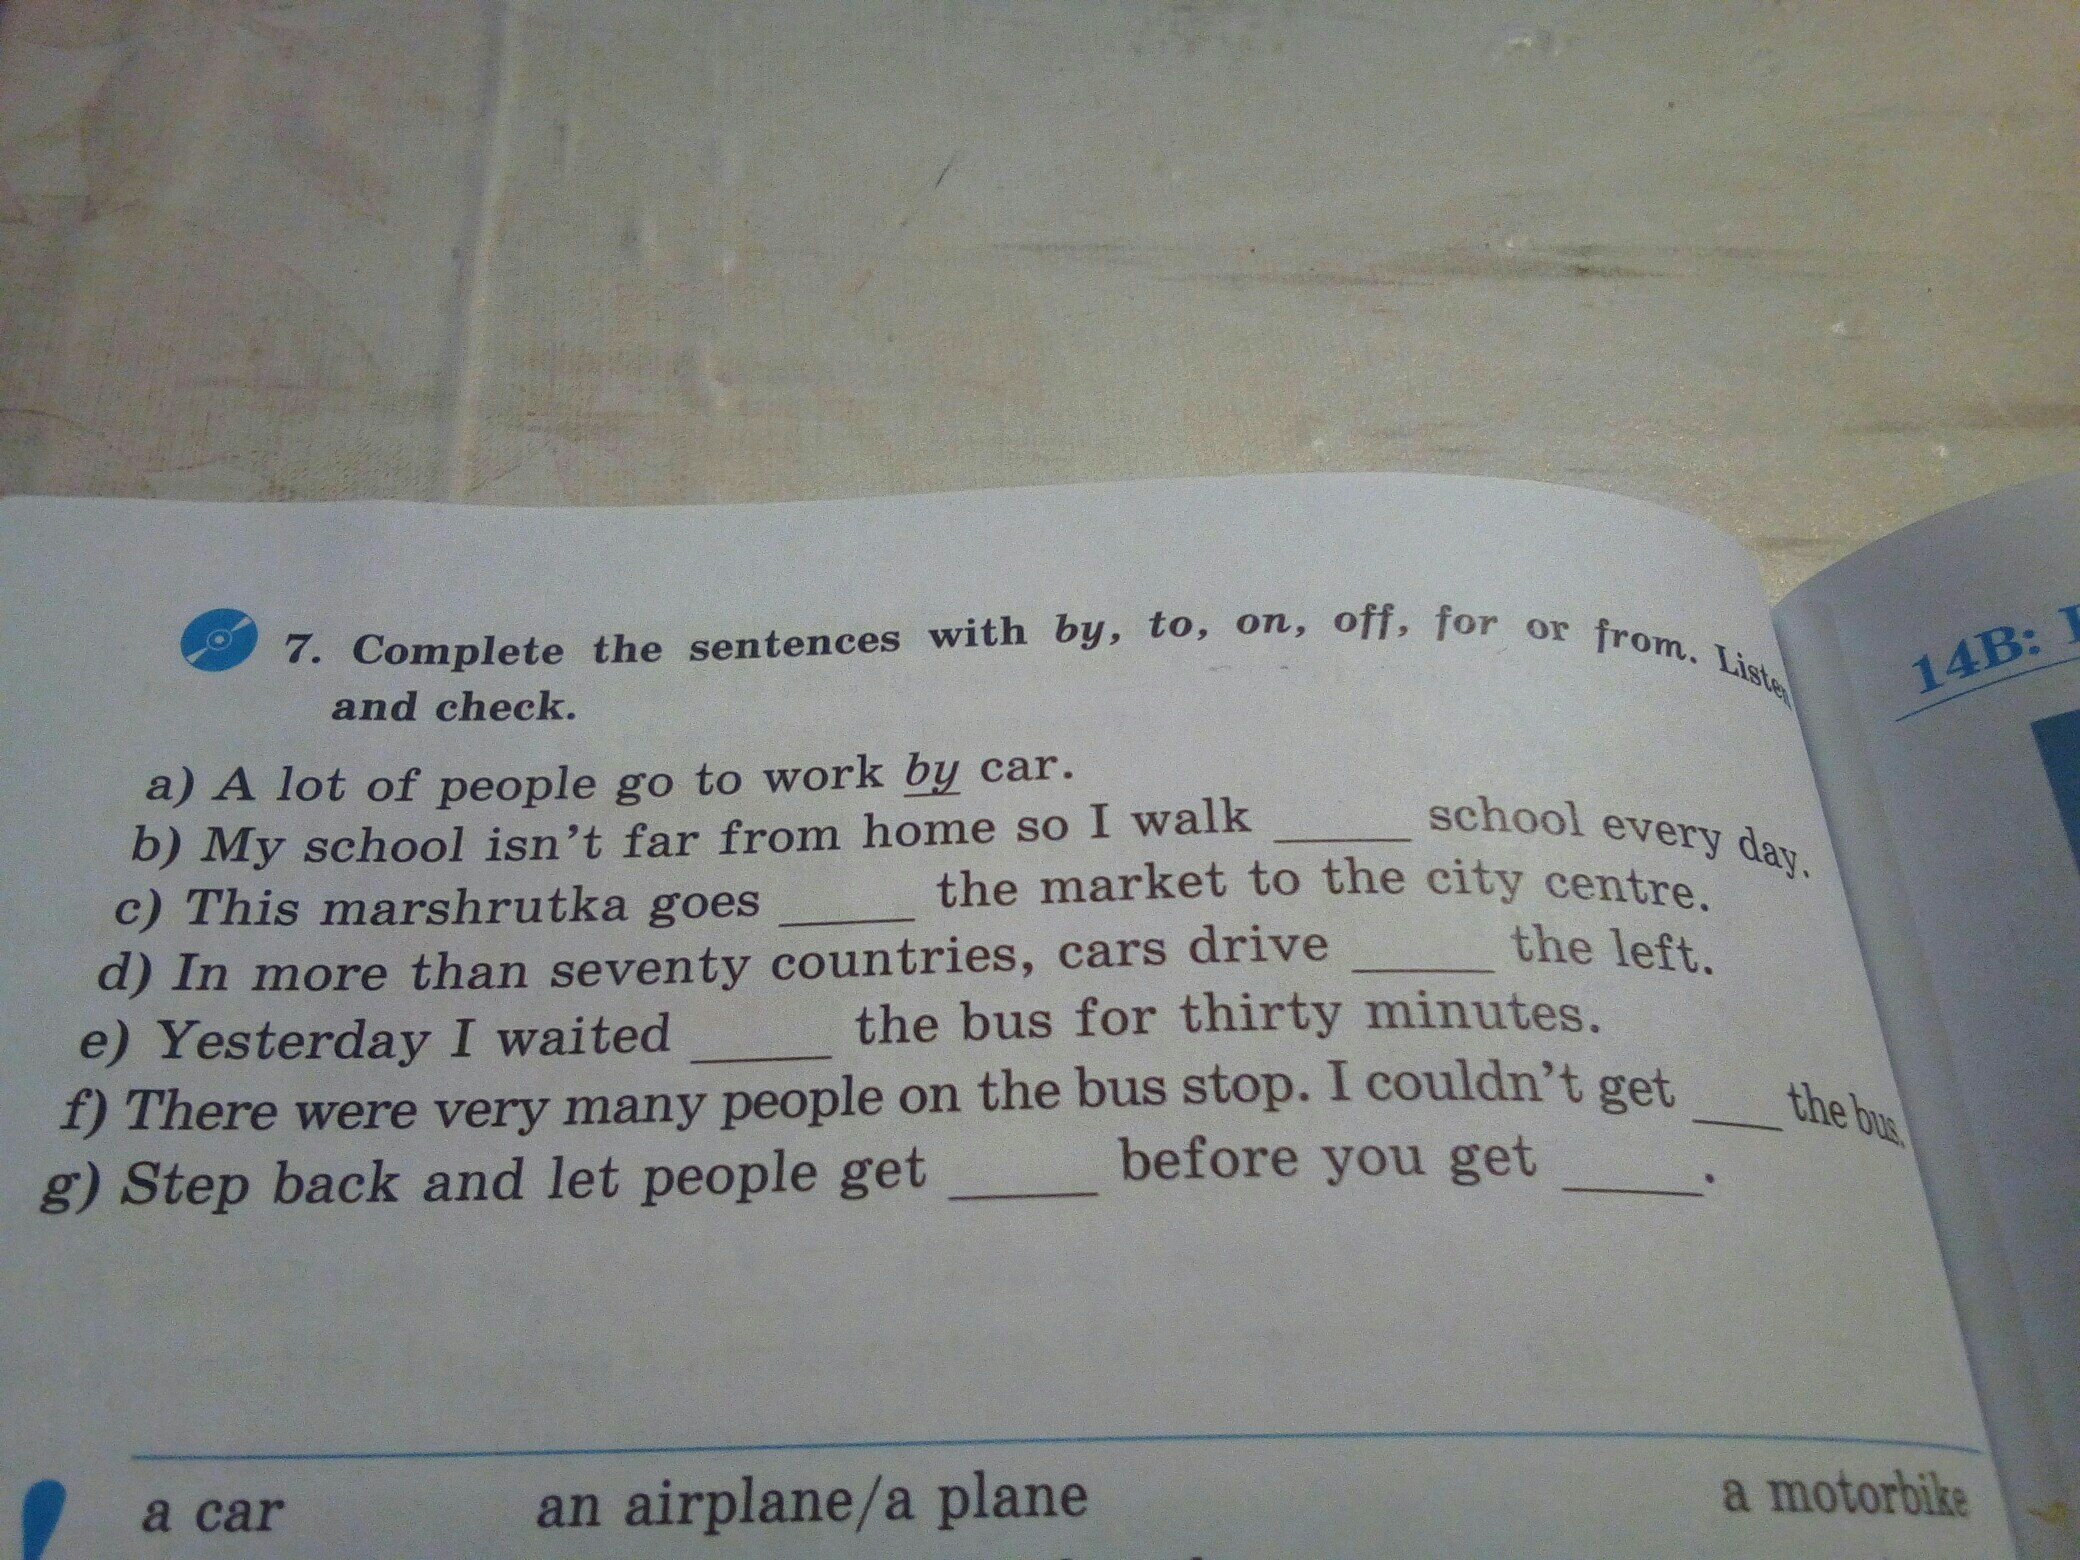 7. Complete the sentences with by, to, on, off, for or from. Listen
and check.
a) A lot of people go to work by car.
b) My school isn't far from home so I walk _____ school every day.
c) This marshrutka goes _____ the market to the city centre.
d) In more than seventy countries, cars drive _____ the left.
e) Yesterday I waited _____ the bus for thirty minutes.
f) There were very many people on the bus stop. I couldn't get ___ the bus.
g) Step back and let people get _____ before you get _____.
a car an airplane/a plane a motorbike
14B: